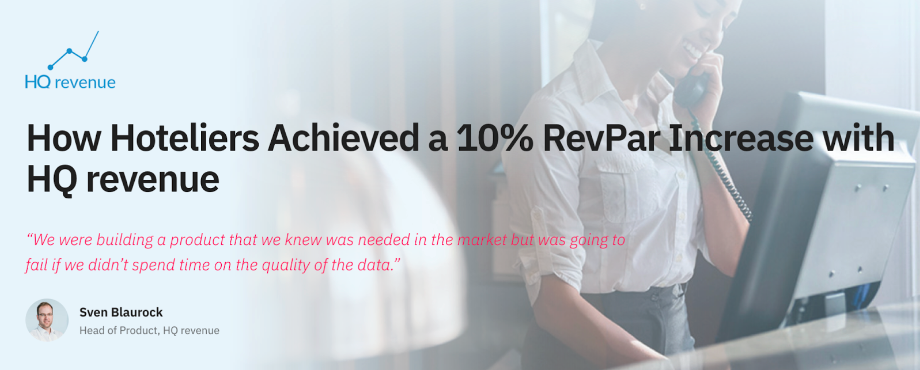 HQ revenue
How Hoteliers Achieved a 10% RevPar Increase with
HQ revenue
“We were building a product that we knew was needed in the market but was going to
fail if we didn’t spend time on the quality of the data.”
Sven Blaurock
Head of Product, HQ revenue